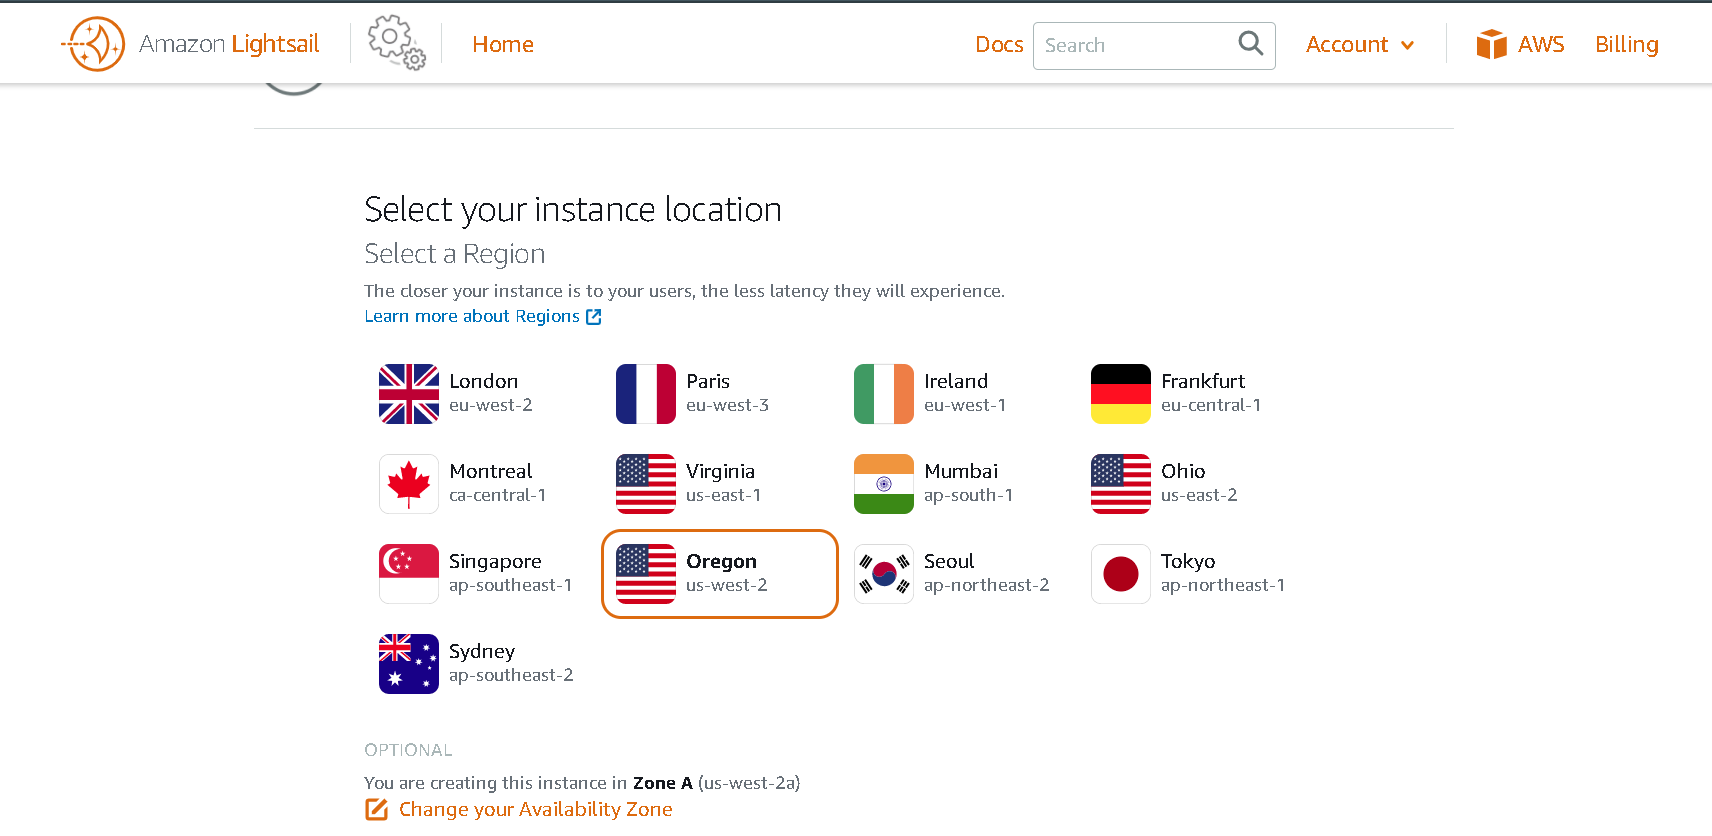 Amazon Lightsail
Home
Docs
Search
Account
AWS
Billing
Select your instance location
Select a Region
The closer your instance is to your users, the less latency they will experience.
Learn more about Regions
London
eu-west-2
Paris
eu-west-3
Ireland
eu-west-1
Frankfurt
eu-central-1
Montreal
ca-central-1
Virginia
us-east-1
Mumbai
ap-south-1
Ohio
us-east-2
Singapore
ap-southeast-1
Oregon
us-west-2
Seoul
ap-northeast-2
Tokyo
ap-northeast-1
Sydney
ap-southeast-2
OPTIONAL
You are creating this instance in Zone A (us-west-2a)
Change your Availability Zone